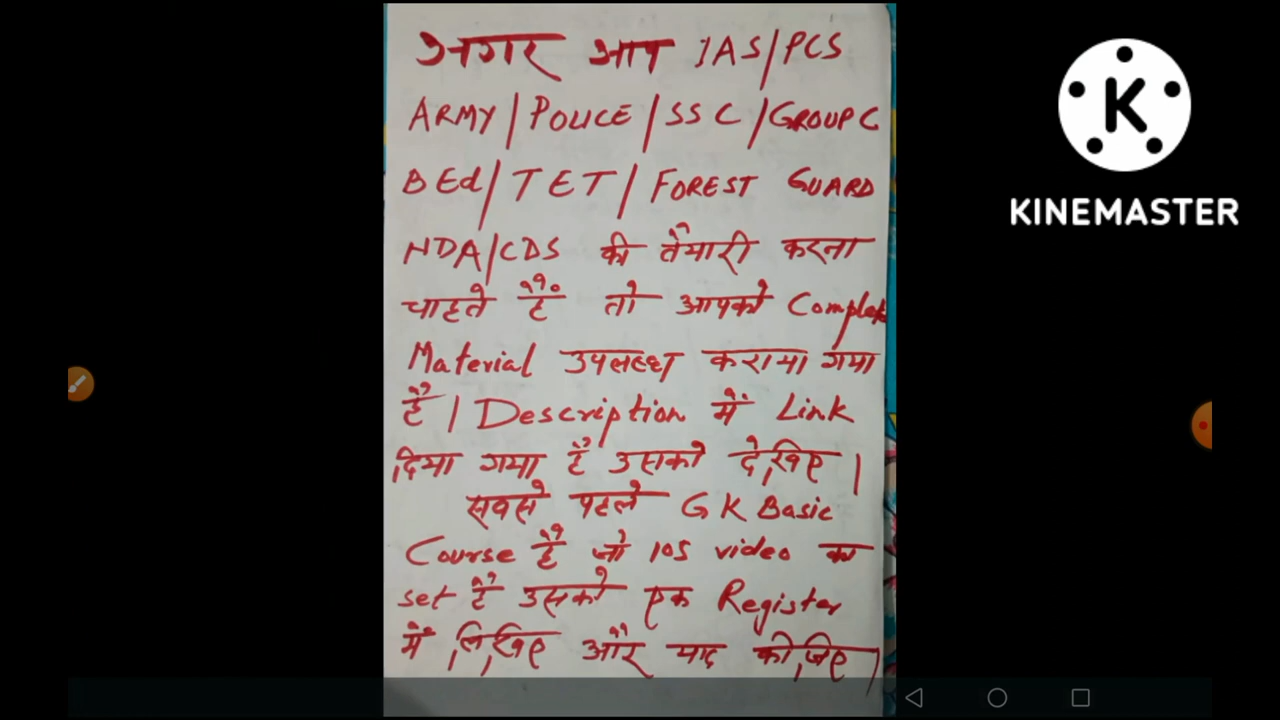 अगर आप IAS/PCS
ARMY/POLICE/SSC/GROUP C
BEd/TET/FOREST GUARD
NDA/CDS की तैयारी करना
चाहते हैं तो आपको Complete
Material उपलब्ध कराया गया
है। Description में Link
दिया गया है उसको देखिए।
सबसे पहले GK Basic
Course है जो 105 video का
set है उसको एक Register
में लिखिए और याद कीजिए।
K
KINEMASTER